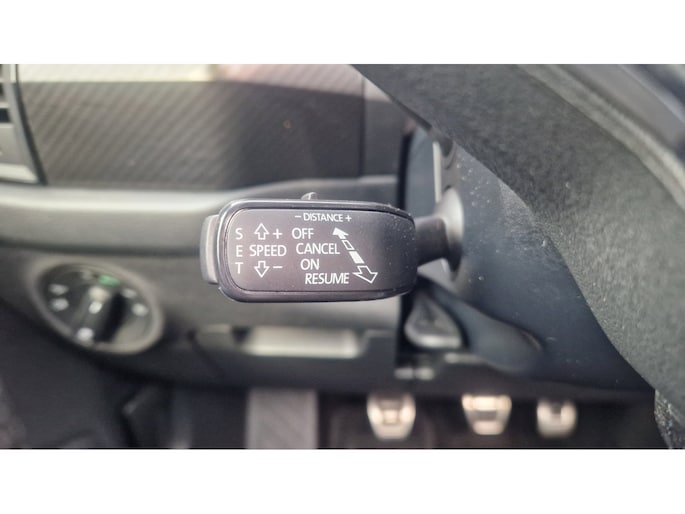 − DISTANCE +
S ⇧ + OFF
E SPEED CANCEL
T ⇩ − ON
RESUME